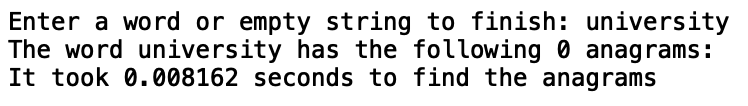 Enter a word or empty string to finish: university
The word university has the following 0 anagrams:
It took 0.008162 seconds to find the anagrams